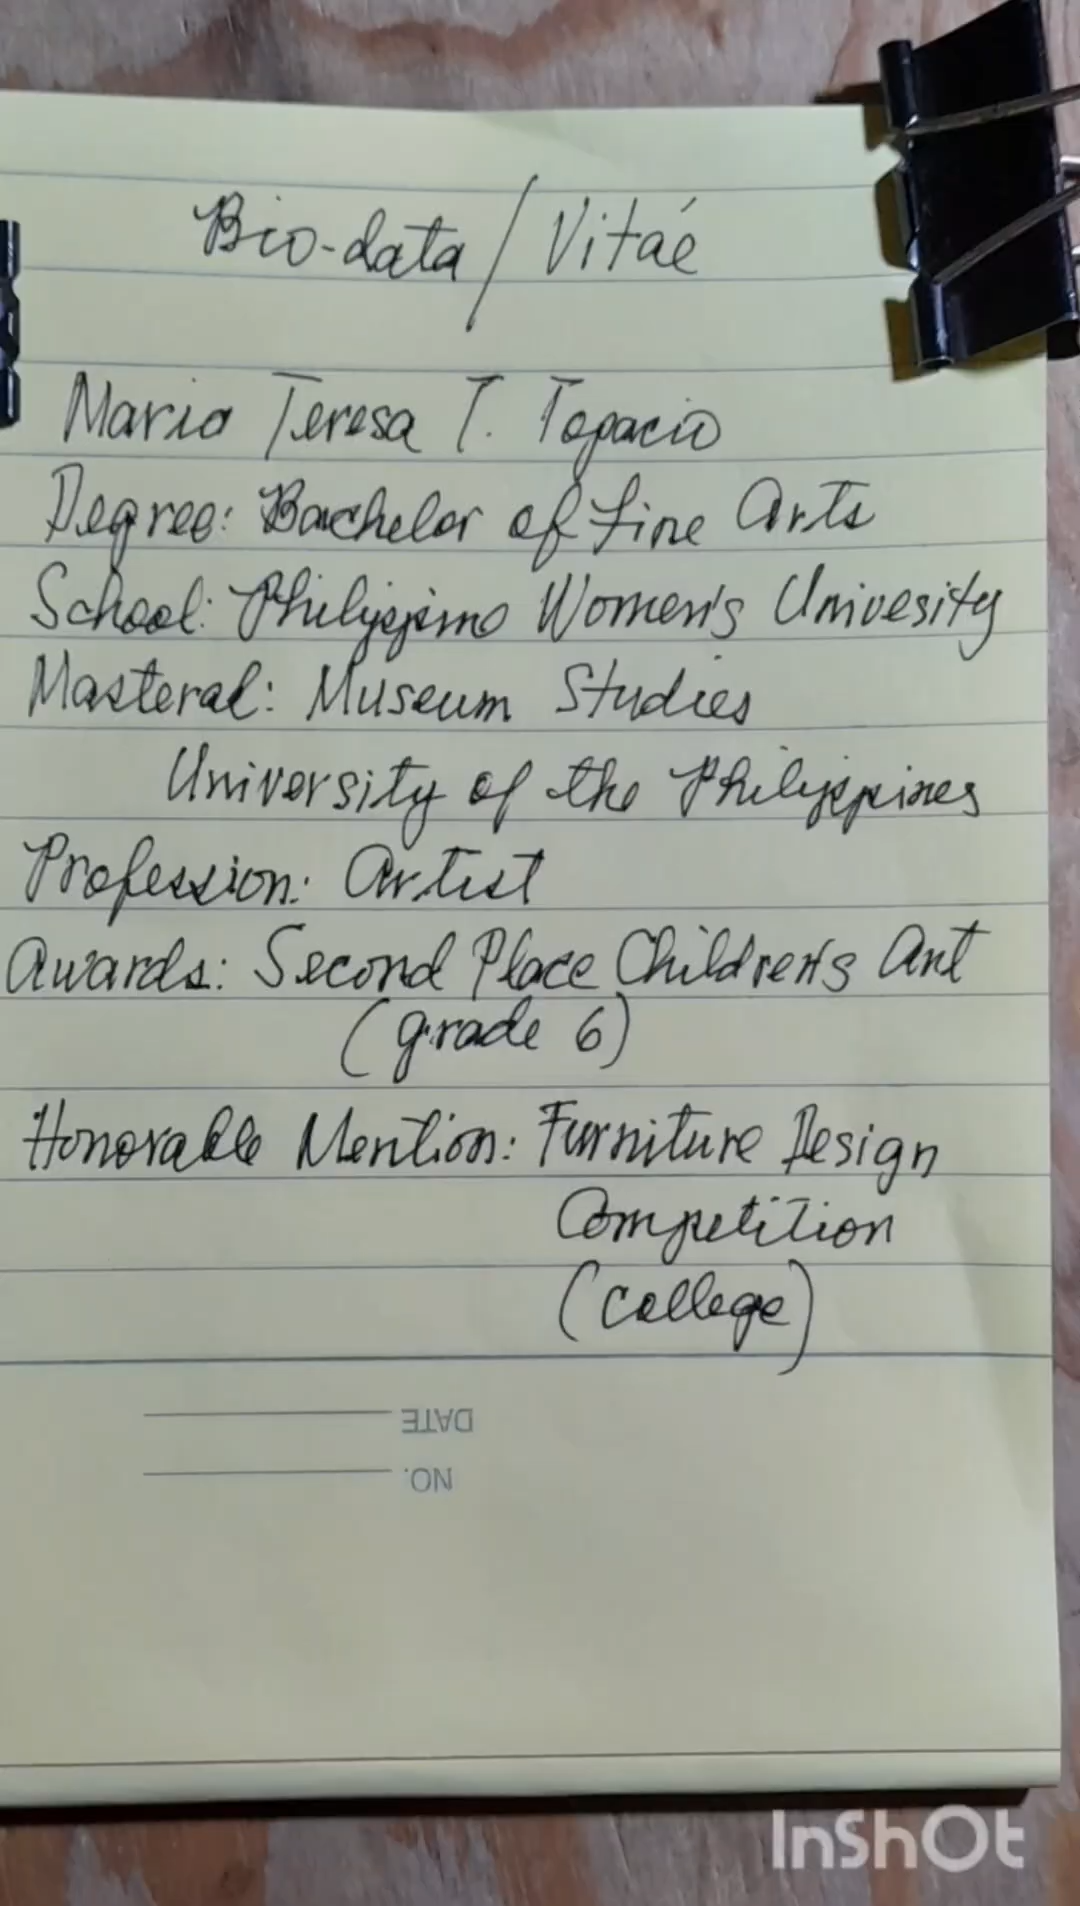 Bio-data / Vitaé
Maria Teresa T. Topacio
Degree: Bachelor of Fine Arts
School: Philippine Women's Univesity
Masteral: Museum Studies
University of the Philippines
Profession: Artist
Awards: Second Place Children's Art
(grade 6)
Honorable Mention: Furniture Design
Competition
(college)
DATE
NO.
InShOt